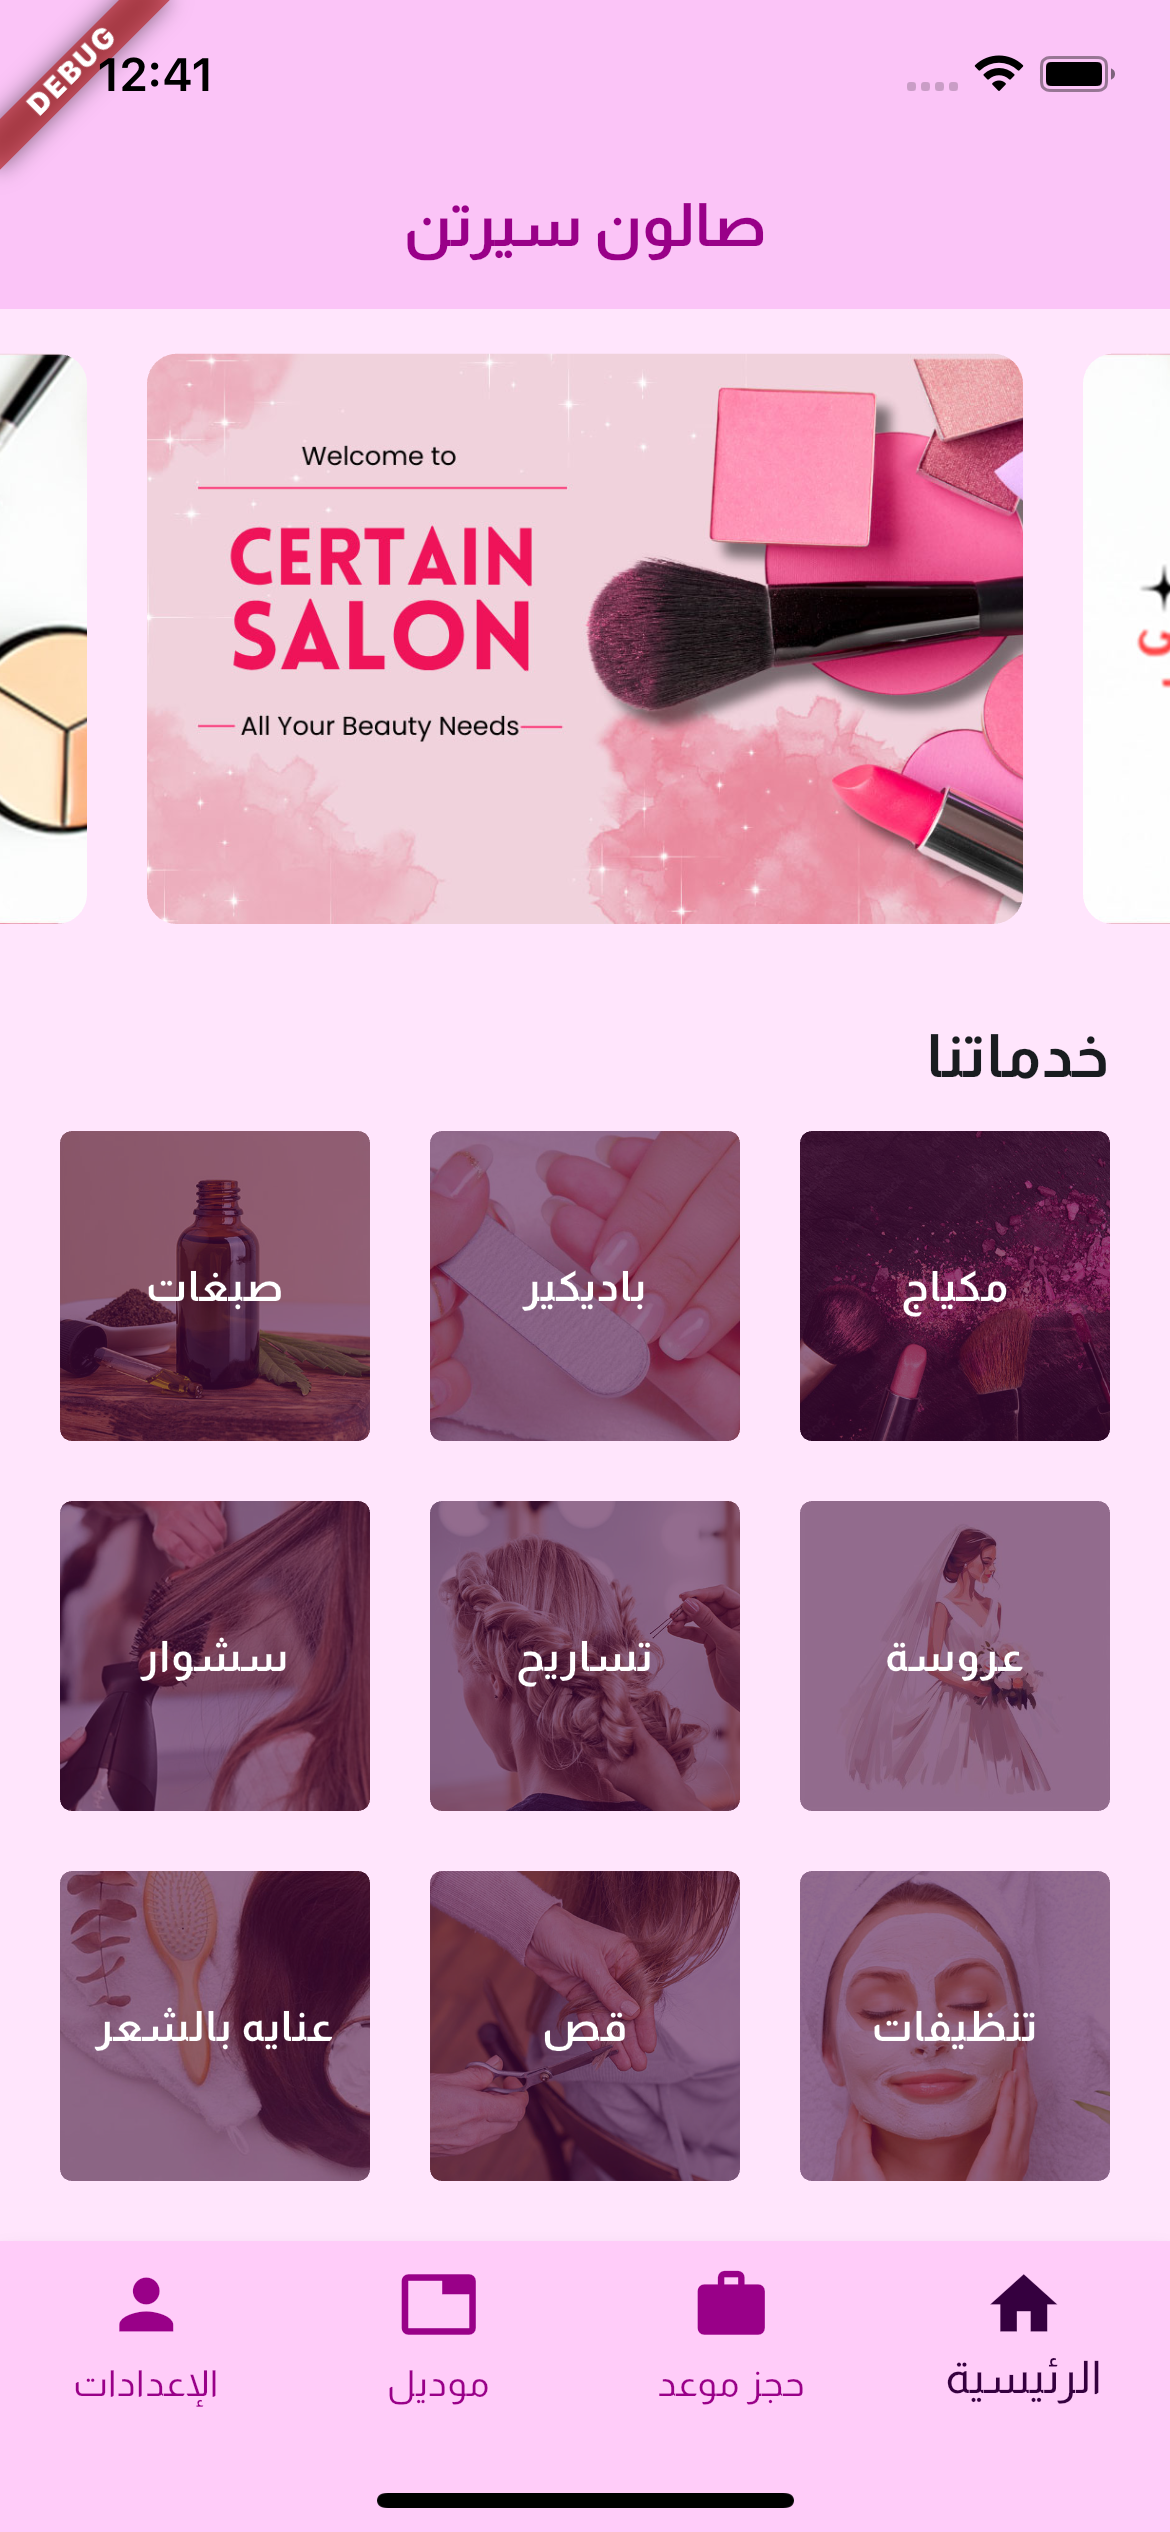 DEBUG
12:41
صالون سيرتن
Welcome to
CERTAIN
SALON
All Your Beauty Needs
خدماتنا
مكياج
باديكير
صبغات
عروسة
تساريح
سشوار
تنظيفات
قص
عنايه بالشعر
الرئيسية
حجز موعد
موديل
الإعدادات